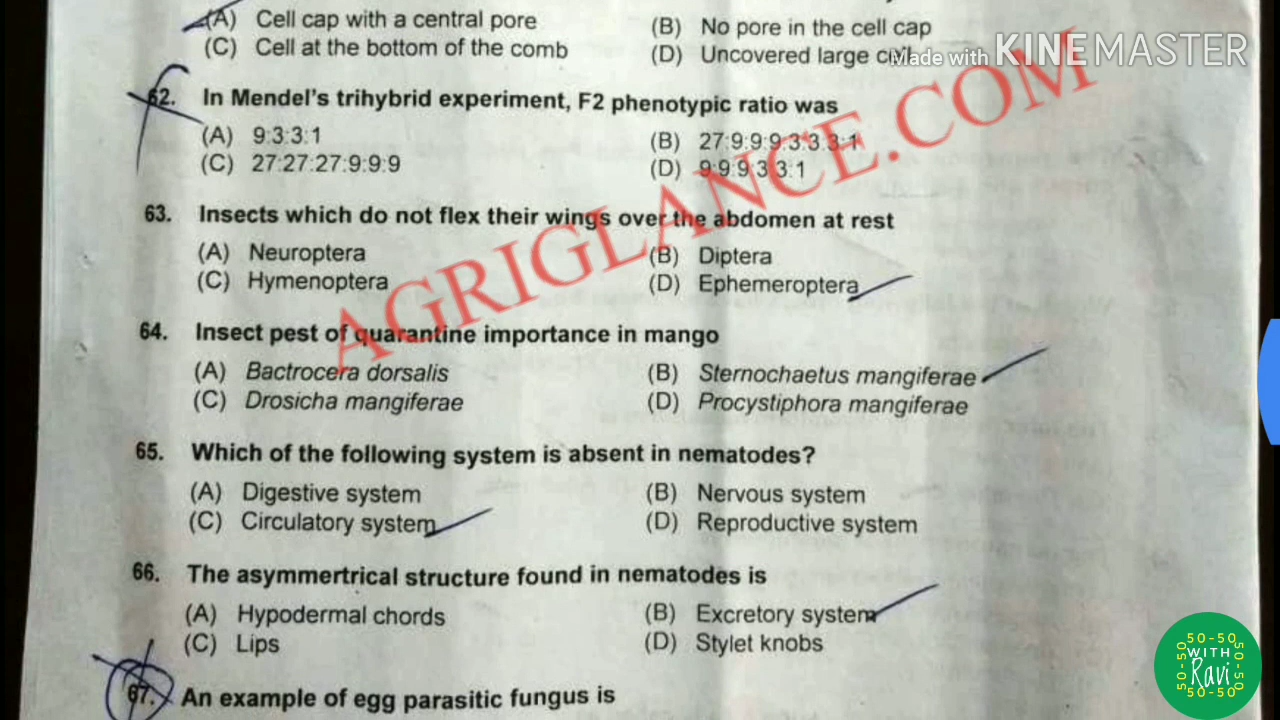 (A) Cell cap with a central pore (B) No pore in the cell cap
(C) Cell at the bottom of the comb (D) Uncovered large cell
Made with KINEMASTER
62. In Mendel's trihybrid experiment, F2 phenotypic ratio was
(A) 9:3:3:1 (B) 27:9:9:9:3:3:3:1
(C) 27:27:27:9:9:9 (D) 9:9:9:3:3:1
63. Insects which do not flex their wings over the abdomen at rest
(A) Neuroptera (B) Diptera
(C) Hymenoptera (D) Ephemeroptera
AGRIGLANCE.COM
64. Insect pest of quarantine importance in mango
(A) Bactrocera dorsalis (B) Sternochaetus mangiferae
(C) Drosicha mangiferae (D) Procystiphora mangiferae
65. Which of the following system is absent in nematodes?
(A) Digestive system (B) Nervous system
(C) Circulatory system (D) Reproductive system
66. The asymmertrical structure found in nematodes is
(A) Hypodermal chords (B) Excretory system
(C) Lips (D) Stylet knobs
67. An example of egg parasitic fungus is
50-50
50-50
WITH
Ravi
50-50
50-50